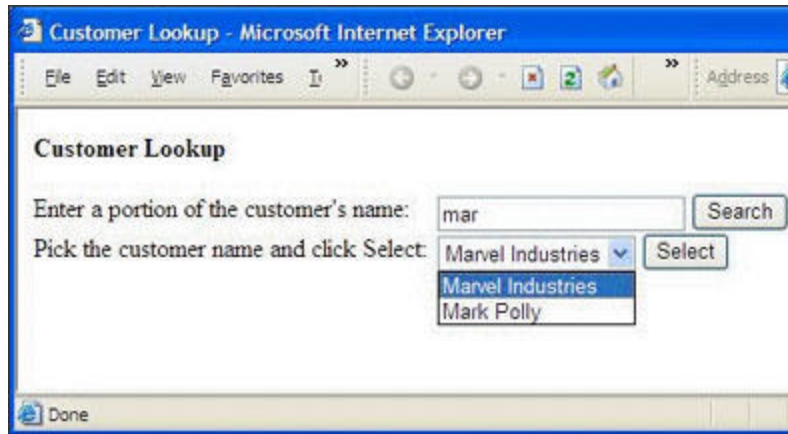 Customer Lookup - Microsoft Internet Explorer
File Edit View Favorites » » Address
Customer Lookup
Enter a portion of the customer's name: mar Search
Pick the customer name and click Select: Marvel Industries Select
Marvel Industries
Mark Polly
Done